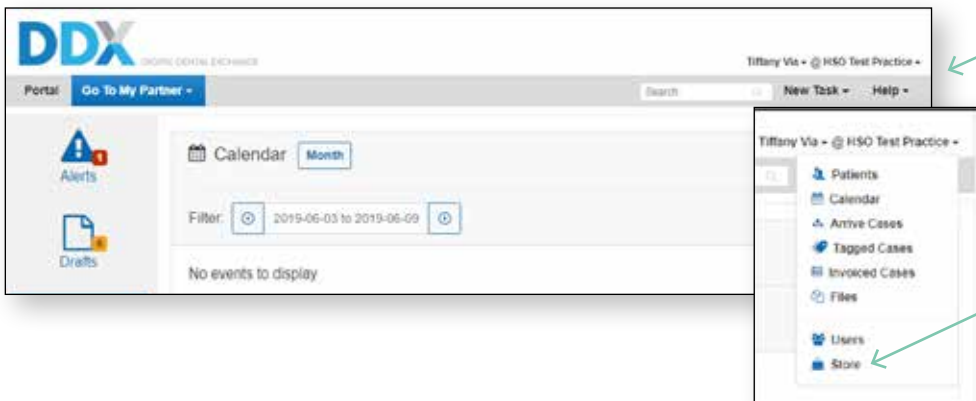 DDX
DIGITAL DENTAL EXCHANGE
Tiffany Via @ HSO Test Practice
Portal
Go To My Partner
Search
New Task
Help
1
Alerts
Calendar
Month
Filter:
2019-06-03 to 2019-06-09
Drafts
No events to display
Tiffany Via @ HSO Test Practice
Patients
Calendar
Arrive Cases
Tagged Cases
Invoiced Cases
Files
Users
Store